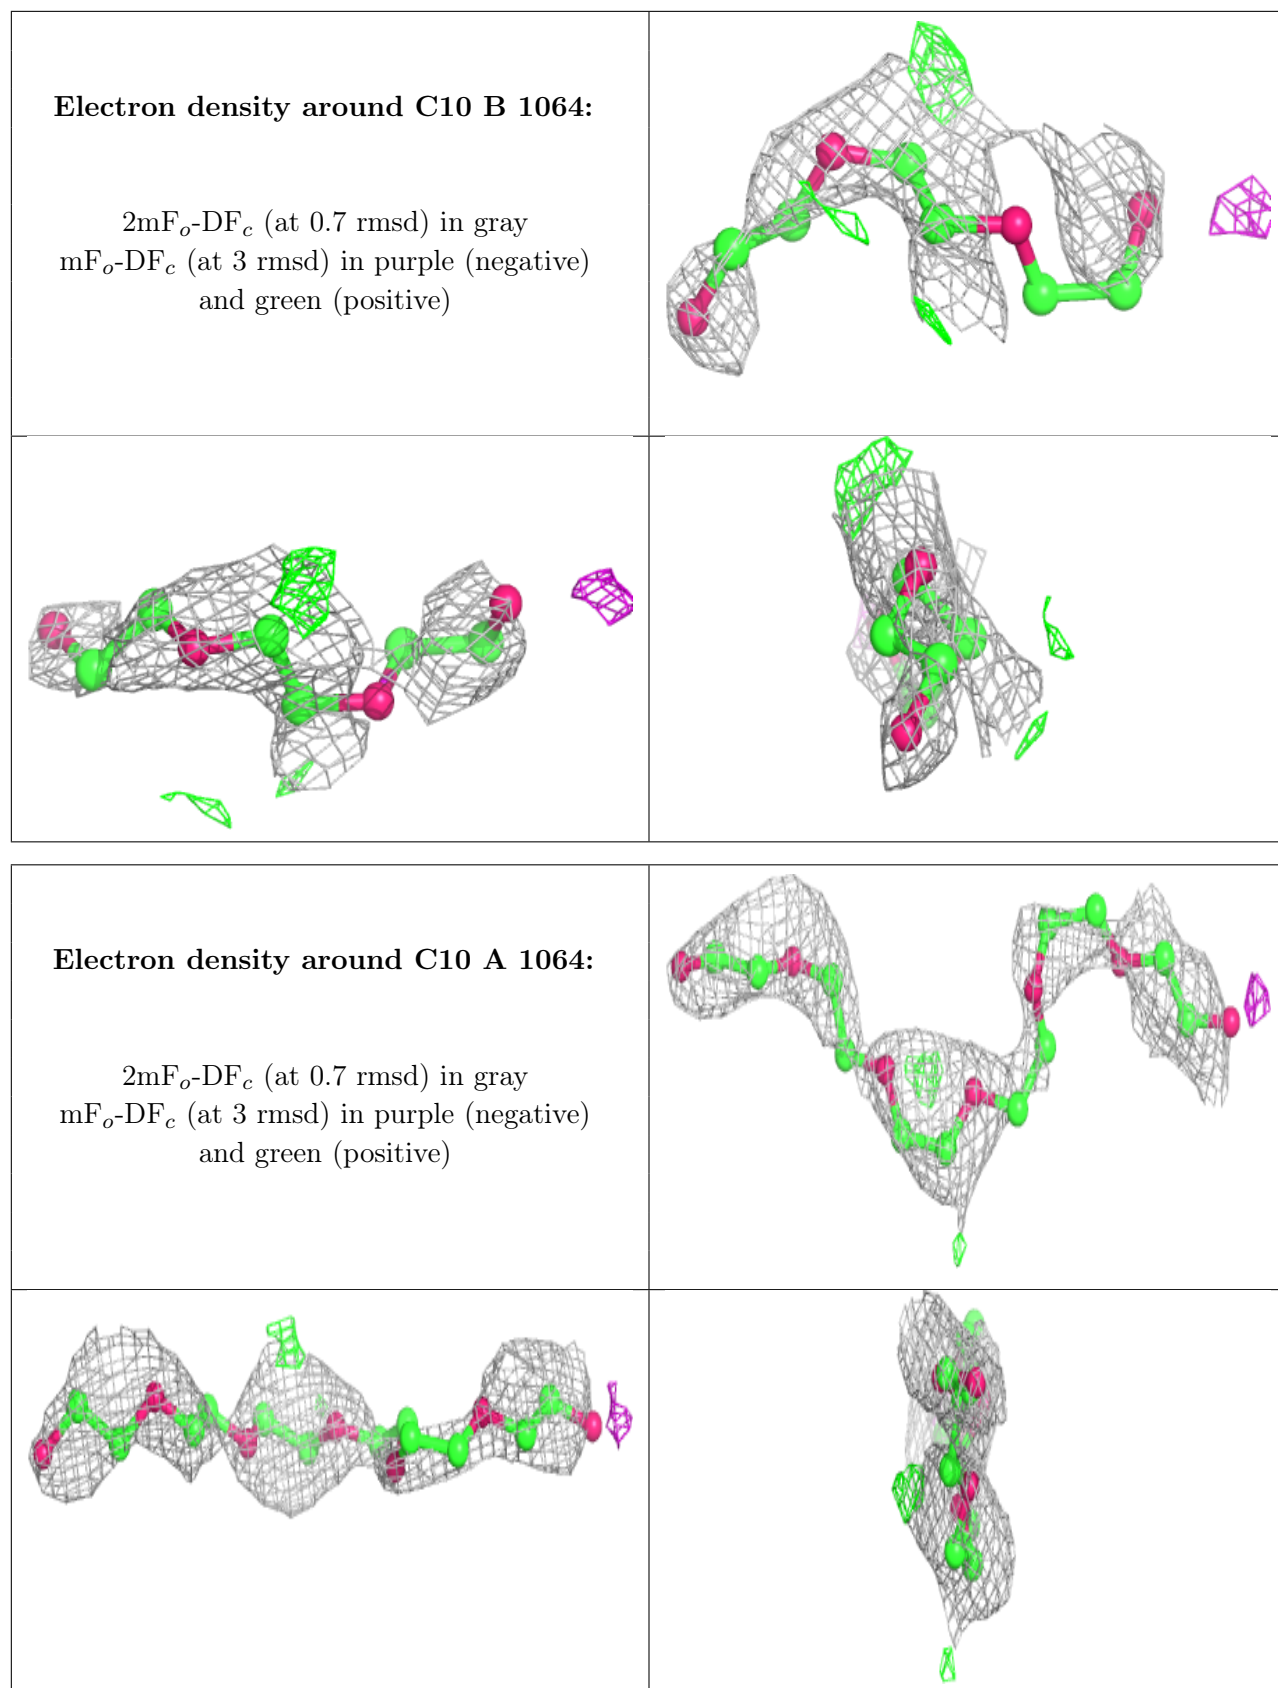 Electron density around C10 B 1064:
2mFo-DFc (at 0.7 rmsd) in gray
mFo-DFc (at 3 rmsd) in purple (negative)
and green (positive)
Electron density around C10 A 1064:
2mFo-DFc (at 0.7 rmsd) in gray
mFo-DFc (at 3 rmsd) in purple (negative)
and green (positive)